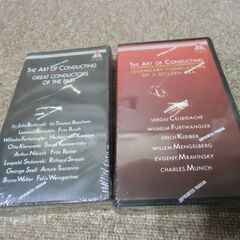 THE ART OF CONDUCTING
GREAT CONDUCTORS
OF THE PAST
Sir John Barbirolli Sir Thomas Beecham
Leonard Bernstein Fritz Busch
Wilhelm Furtwängler Herbert von Karajan
Otto Klemperer Serge Koussevitzky
Arthur Nikisch Fritz Reiner
Leopold Stokowski Richard Strauss
George Szell Arturo Toscanini
Bruno Walter Felix Weingartner
THE ART OF CONDUCTING
LEGENDARY CONDUCTORS
OF A GOLDEN ERA
SERGIU CELIBIDACHE
WILHELM FURTWÄNGLER
ERICH KLEIBER
WILLEM MENGELBERG
EVGENY MRAVINSKY
CHARLES MUNCH